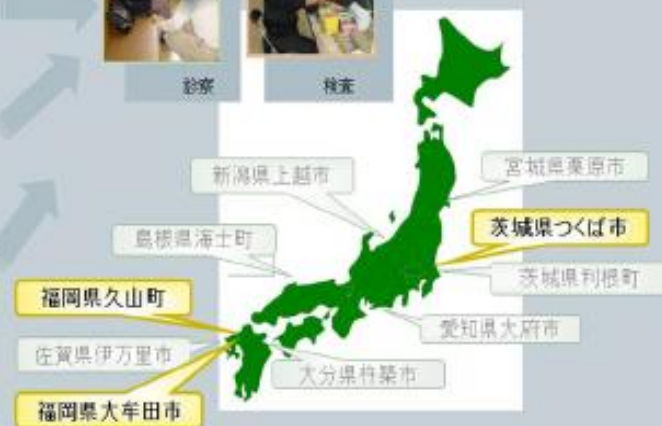 診察
検査
新潟県上越市
宮城県栗原市
島根県海士町
茨城県つくば市
福岡県久山町
茨城県利根町
佐賀県伊万里市
愛知県大府市
大分県杵築市
福岡県大牟田市